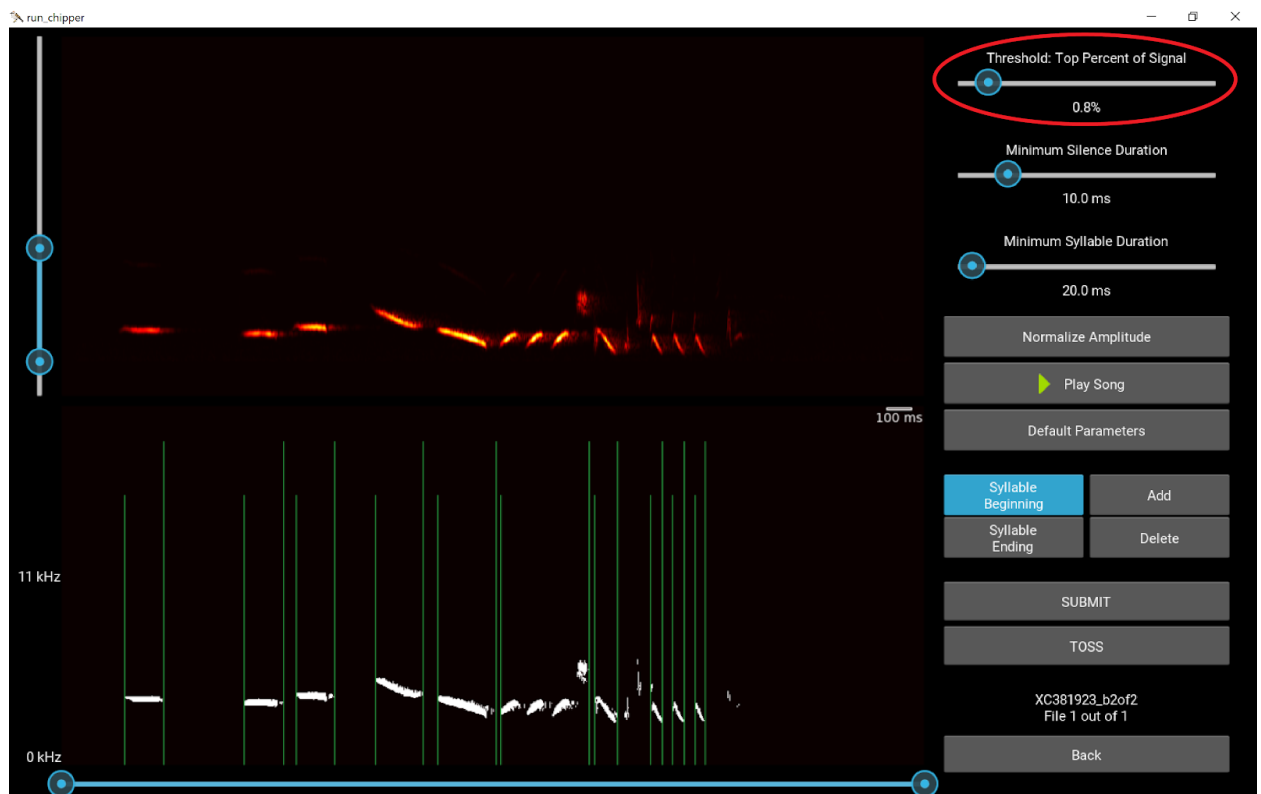 run_chipper
Threshold: Top Percent of Signal
0.8%
Minimum Silence Duration
10.0 ms
Minimum Syllable Duration
20.0 ms
Normalize Amplitude
Play Song
Default Parameters
100 ms
Syllable
Beginning
Add
Syllable
Ending
Delete
11 kHz
SUBMIT
TOSS
XC381923_b2of2
File 1 out of 1
0 kHz
Back